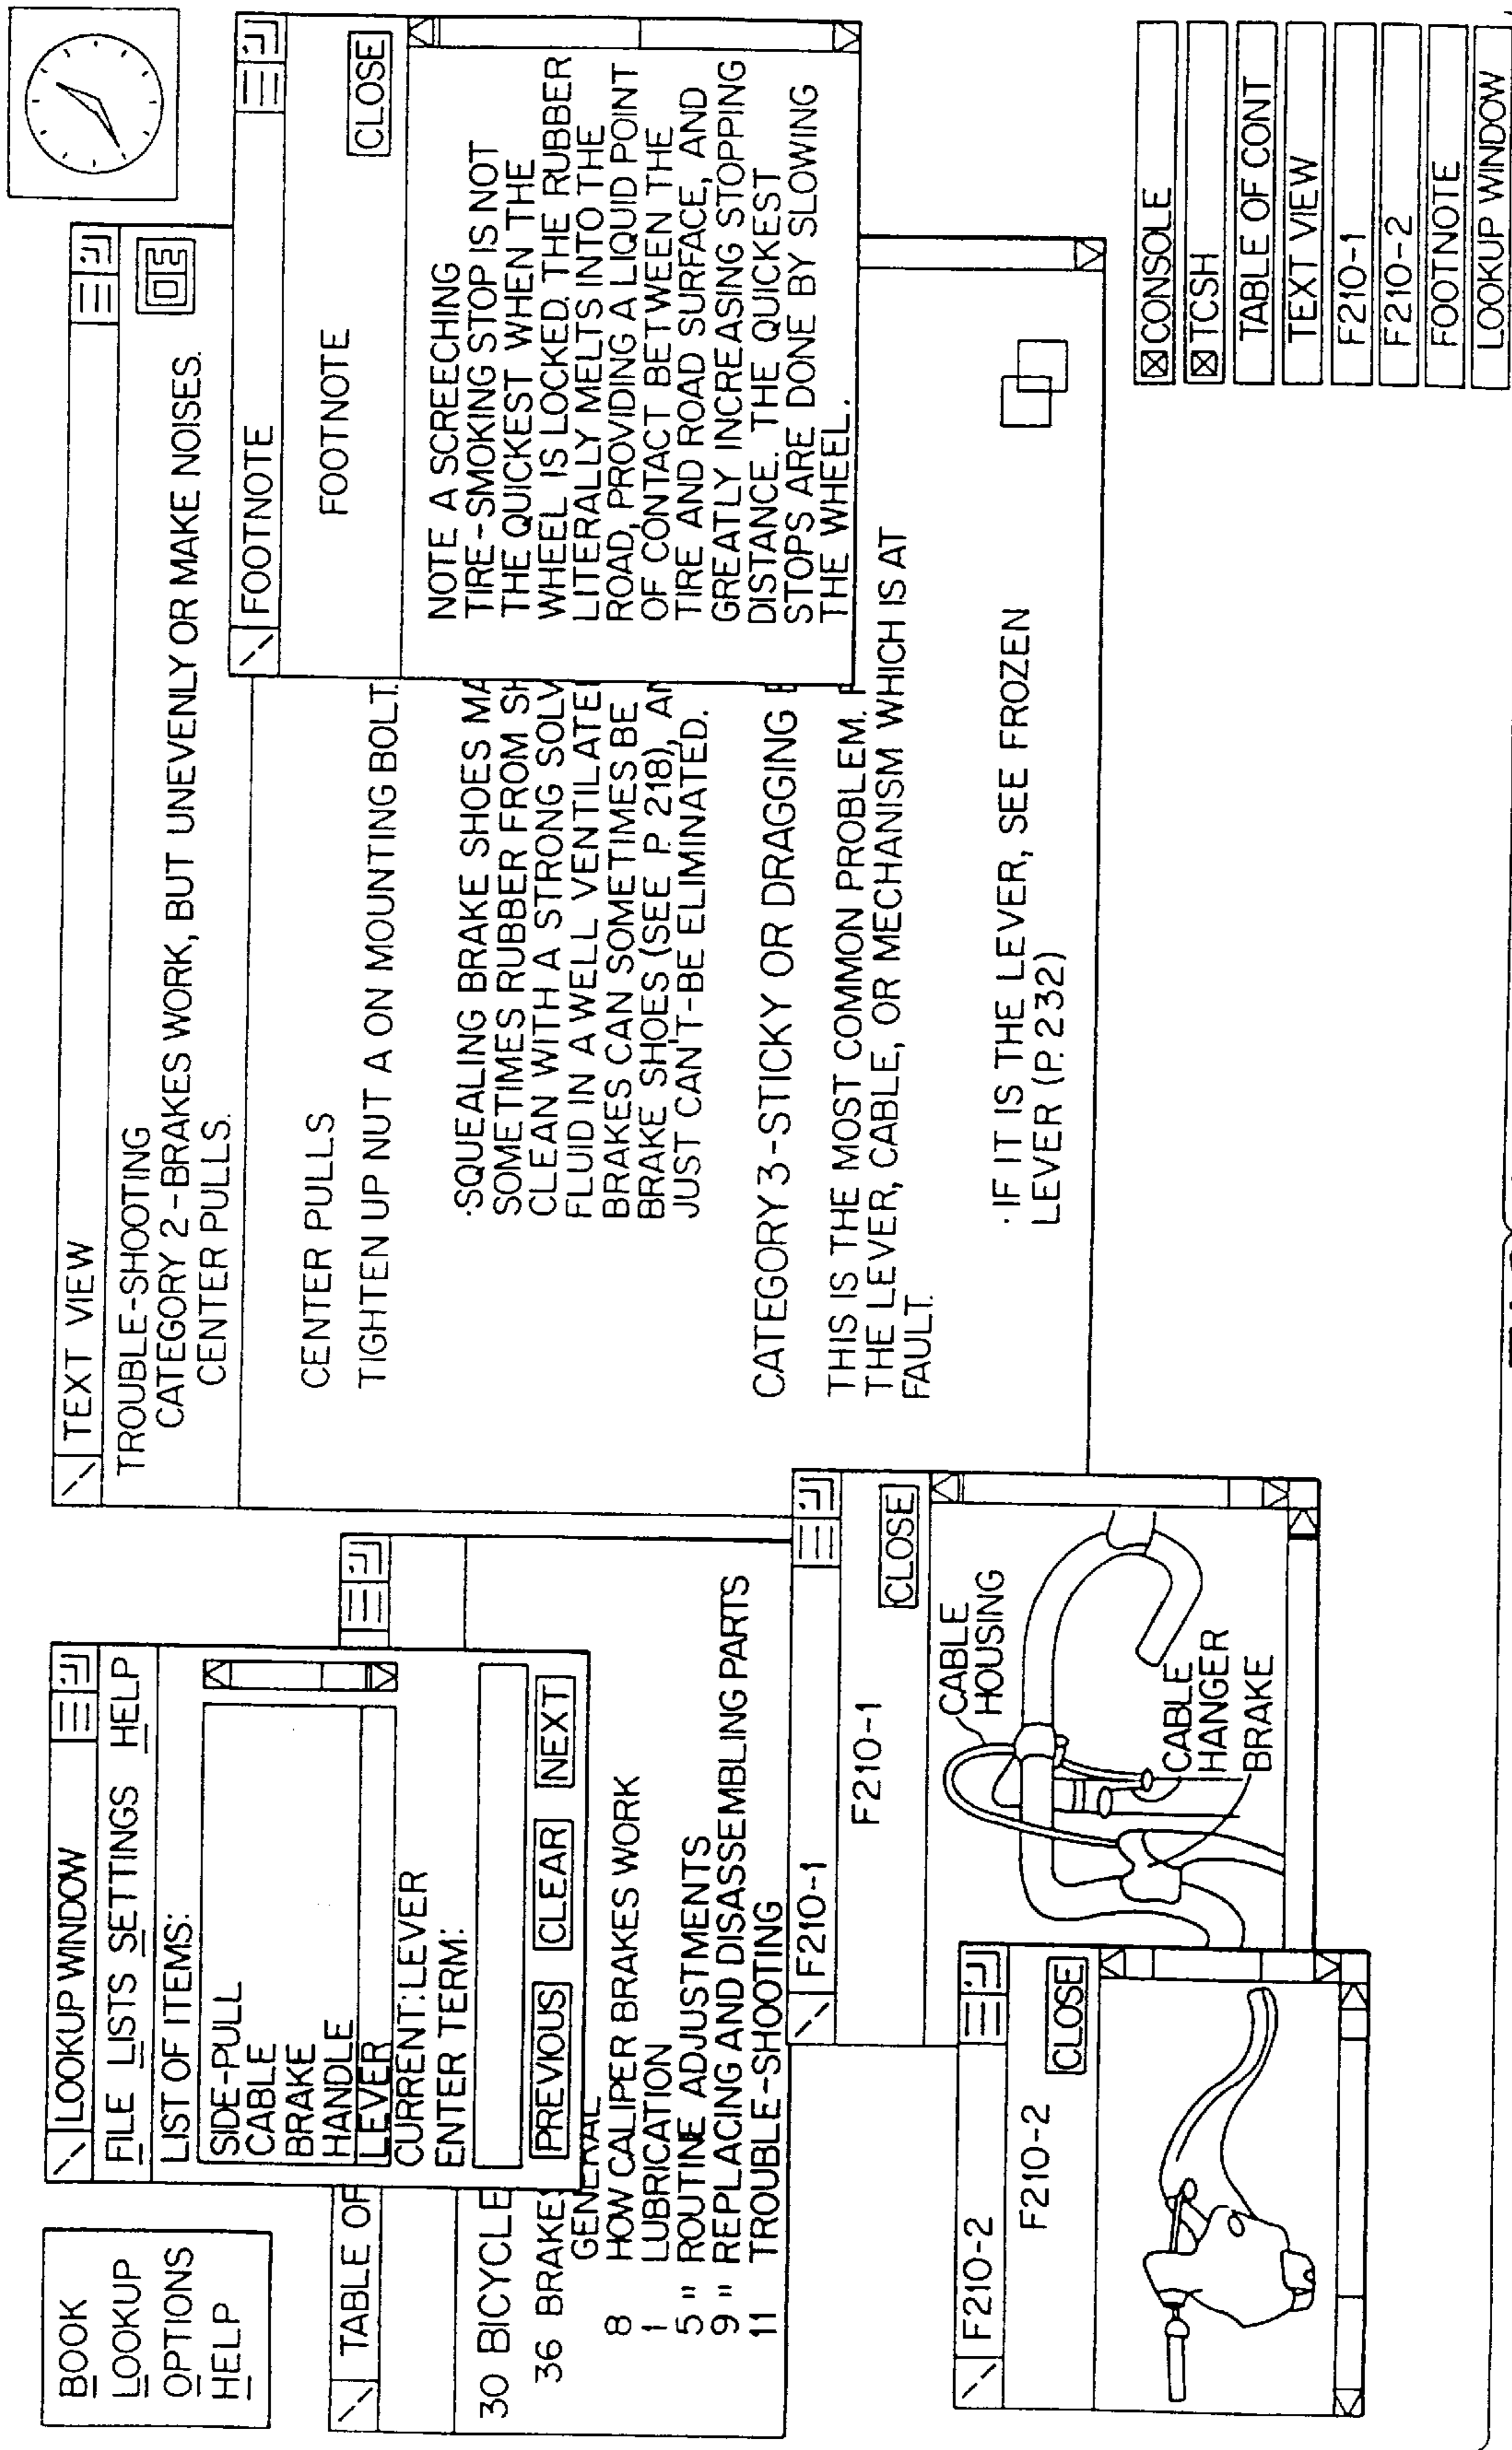 BOOK
LOOKUP
OPTIONS
HELP
LOOKUP WINDOW
FILE LISTS SETTINGS HELP
LIST OF ITEMS:
SIDE-PULL
CABLE
BRAKE
HANDLE
LEVER
CURRENT:LEVER
ENTER TERM:
PREVIOUS CLEAR NEXT
TABLE OF
30 BICYCLE
36 BRAKES
GENERAL
8 HOW CALIPER BRAKES WORK
1 LUBRICATION
5 " ROUTINE ADJUSTMENTS
9 " REPLACING AND DISASSEMBLING PARTS
11 TROUBLE-SHOOTING
TEXT VIEW
TROUBLE-SHOOTING
CATEGORY 2-BRAKES WORK, BUT UNEVENLY OR MAKE NOISES.
CENTER PULLS.
CENTER PULLS
TIGHTEN UP NUT A ON MOUNTING BOLT.
·SQUEALING BRAKE SHOES MA
SOMETIMES RUBBER FROM SH
CLEAN WITH A STRONG SOLV
FLUID IN A WELL VENTILATE
BRAKES CAN SOMETIMES BE
BRAKE SHOES (SEE P. 218), AN
JUST CAN'T-BE ELIMINATED.
CATEGORY 3-STICKY OR DRAGGING
THIS IS THE MOST COMMON PROBLEM.
THE LEVER, CABLE, OR MECHANISM WHICH IS AT
FAULT.
·IF IT IS THE LEVER, SEE FROZEN
LEVER (P. 232)
FOOTNOTE
FOOTNOTE
CLOSE
NOTE A SCREECHING
TIRE-SMOKING STOP IS NOT
THE QUICKEST WHEN THE
WHEEL IS LOCKED. THE RUBBER
LITERALLY MELTS INTO THE
ROAD, PROVIDING A LIQUID POINT
OF CONTACT BETWEEN THE
TIRE AND ROAD SURFACE, AND
GREATLY INCREASING STOPPING
DISTANCE. THE QUICKEST
STOPS ARE DONE BY SLOWING
THE WHEEL.
F210-1
F210-1
CLOSE
CABLE
HOUSING
CABLE
HANGER
BRAKE
F210-2
F210-2
CLOSE
CONSOLE
TCSH
TABLE OF CONT
TEXT VIEW
F210-1
F210-2
FOOTNOTE
LOOKUP WINDOW